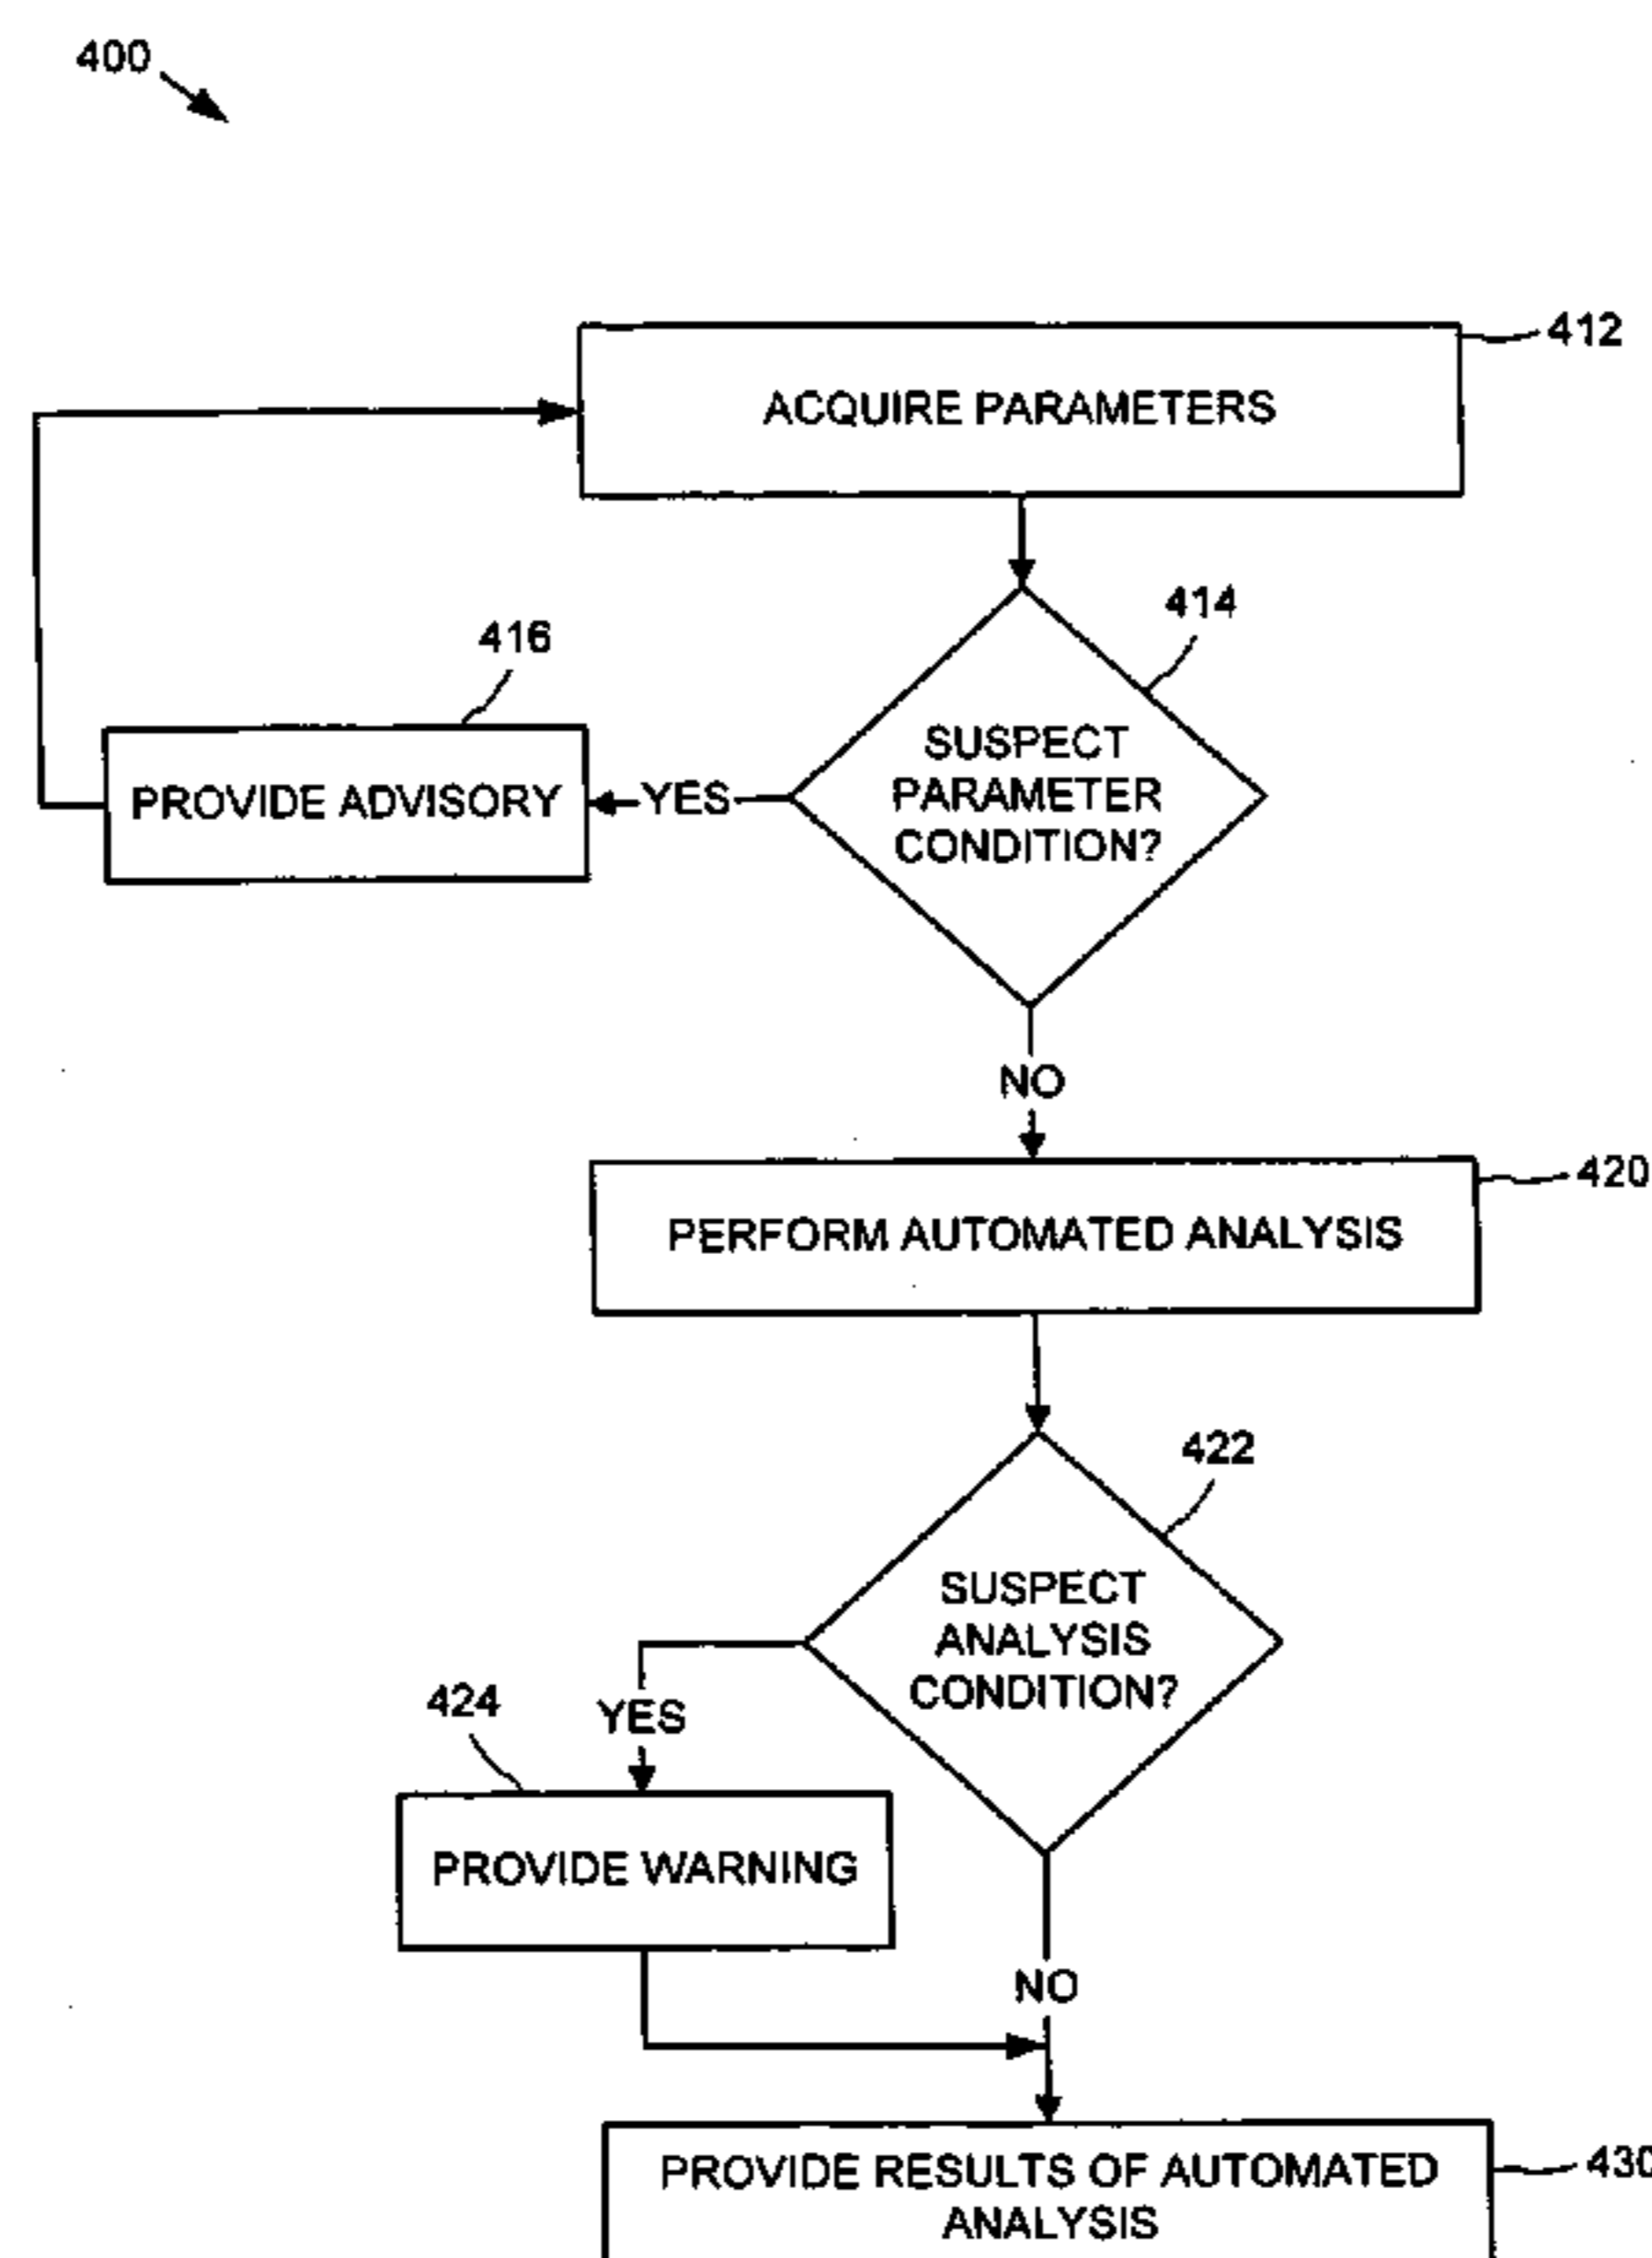 400
412
ACQUIRE PARAMETERS
414
416
SUSPECT
PARAMETER
CONDITION?
YES
PROVIDE ADVISORY
NO
420
PERFORM AUTOMATED ANALYSIS
422
SUSPECT
ANALYSIS
CONDITION?
424
YES
PROVIDE WARNING
NO
430
PROVIDE RESULTS OF AUTOMATED
ANALYSIS